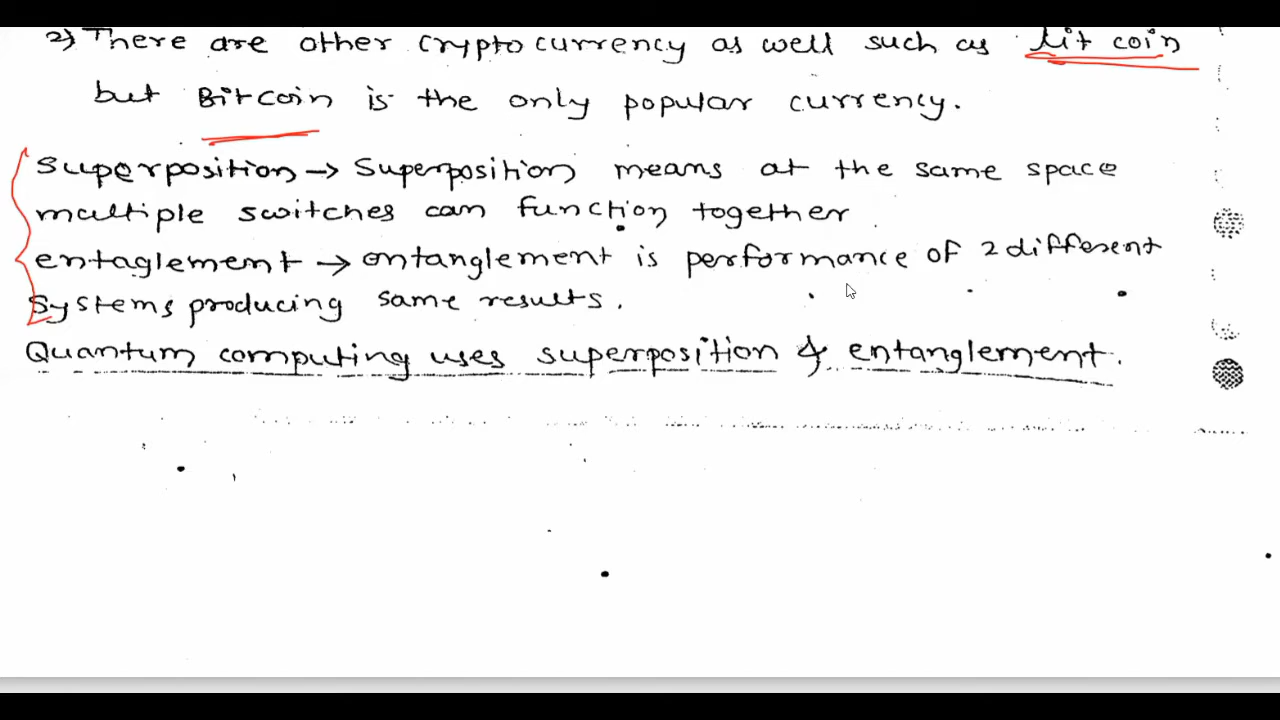 2) There are other cryptocurrency as well such as Lit coin
but Bitcoin is the only popular currency.
Superposition → Superposition means at the same space
multiple switches can function together
entaglement → entanglement is performance of 2 different
Systems producing same results.
Quantum computing uses superposition & entanglement.